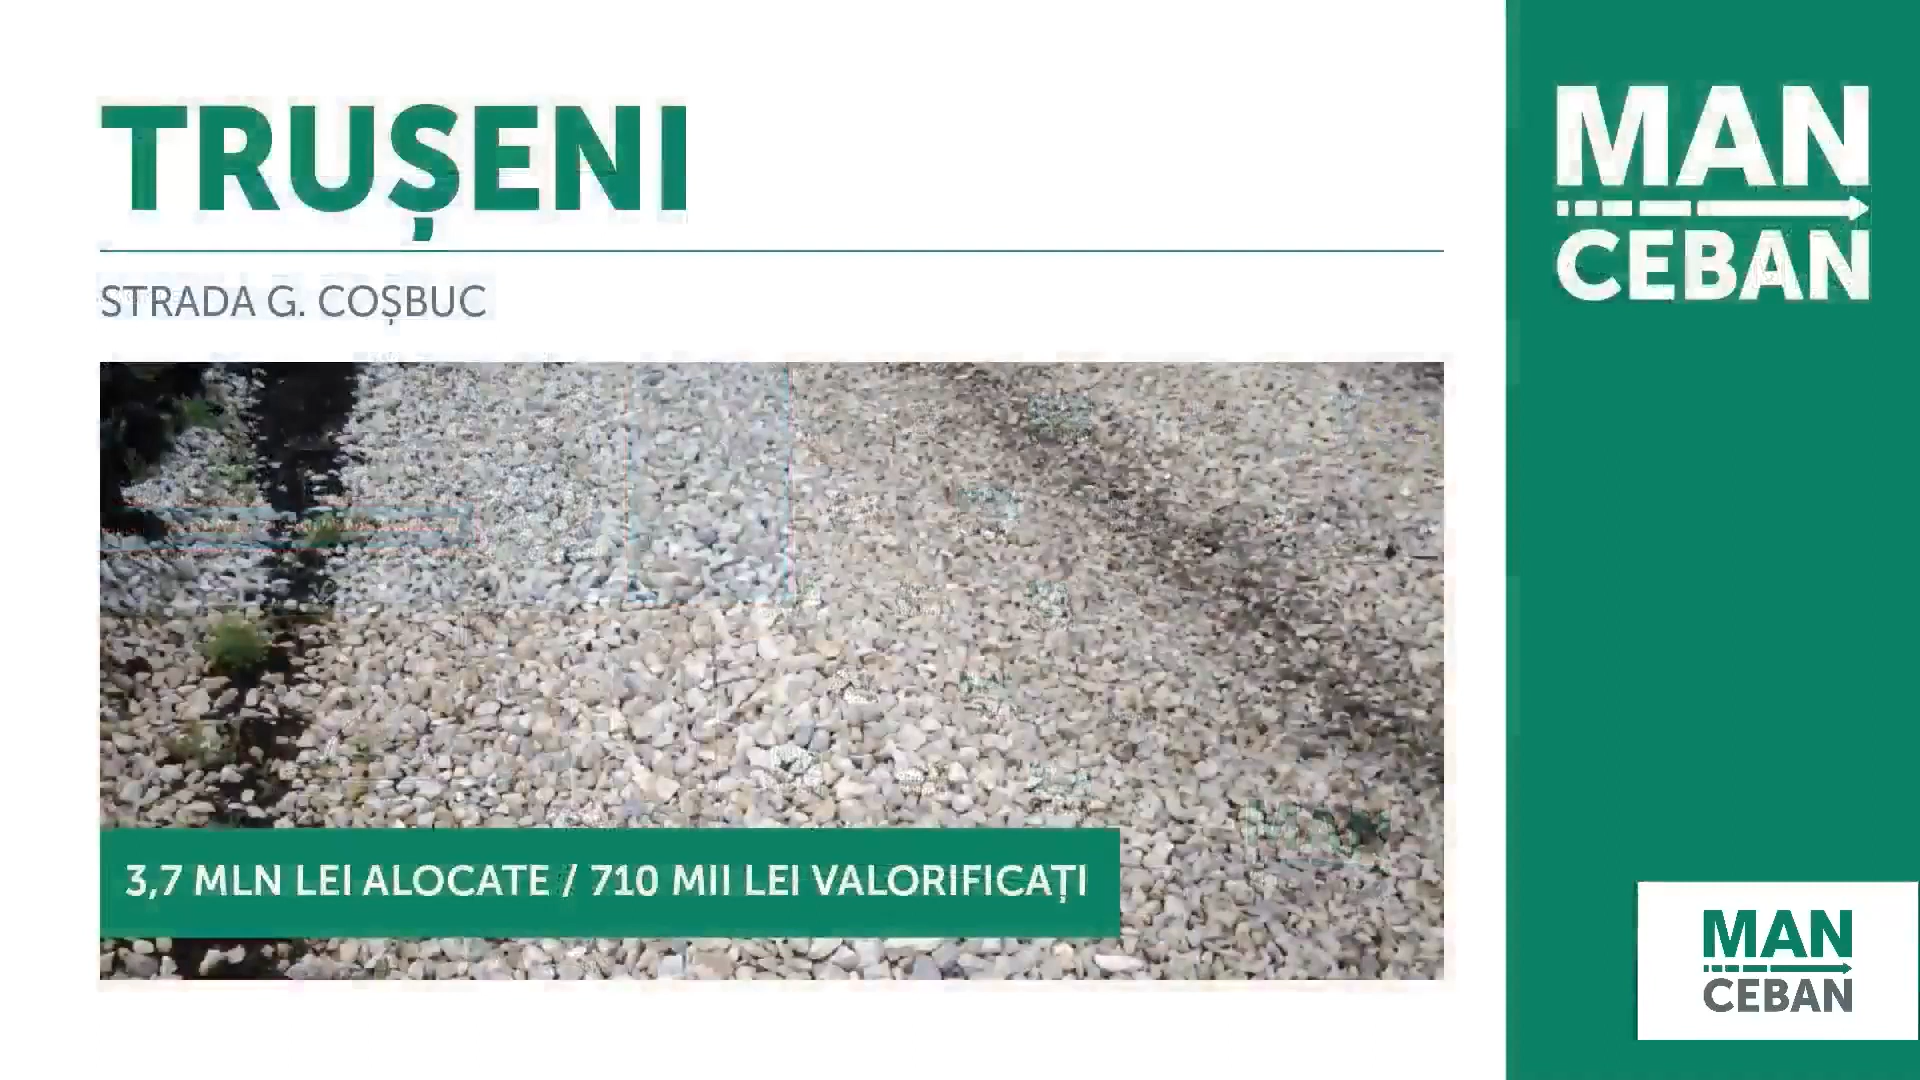 TRUȘENI
STRADA G. COȘBUC
3,7 MLN LEI ALOCATE / 710 MII LEI VALORIFICAȚI
MAN
CEBAN
MAN
CEBAN